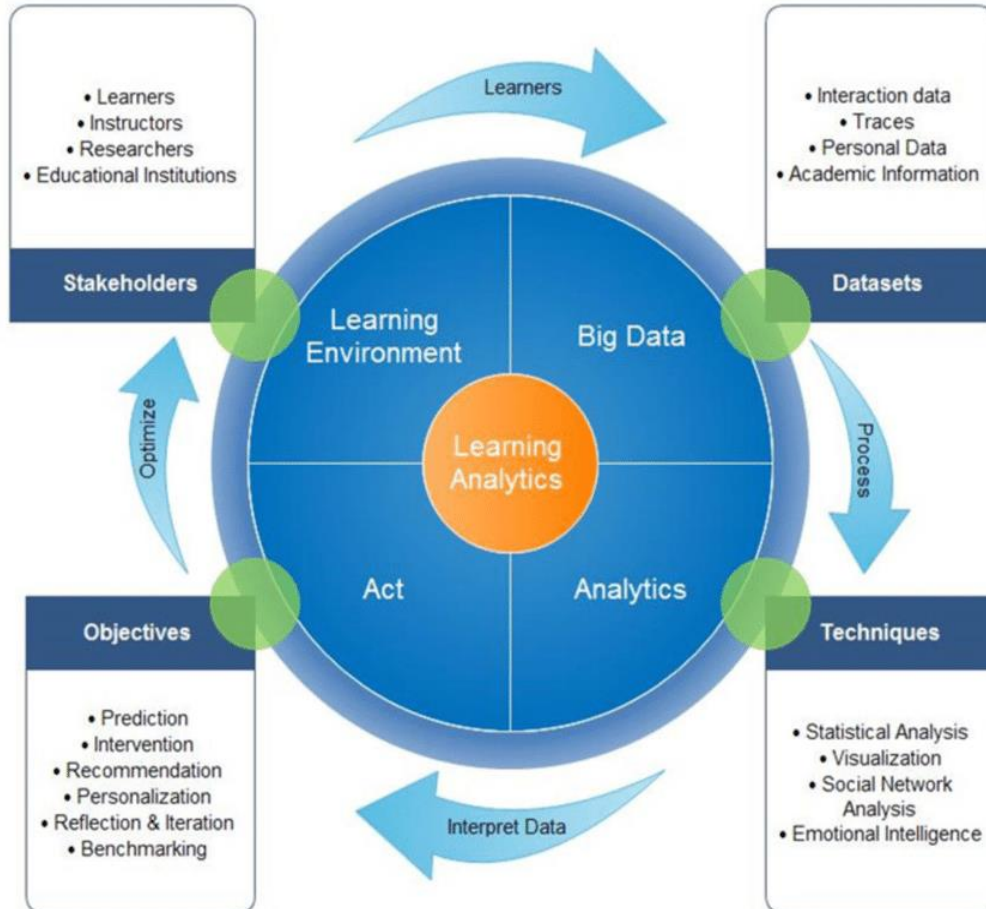 • Learners
• Instructors
• Researchers
• Educational Institutions
Stakeholders
Learners
• Interaction data
• Traces
• Personal Data
• Academic Information
Datasets
Learning
Environment
Big Data
Learning
Analytics
Act
Analytics
Optimize
Process
Objectives
• Prediction
• Intervention
• Recommendation
• Personalization
• Reflection & Iteration
• Benchmarking
Interpret Data
Techniques
• Statistical Analysis
• Visualization
• Social Network
Analysis
• Emotional Intelligence